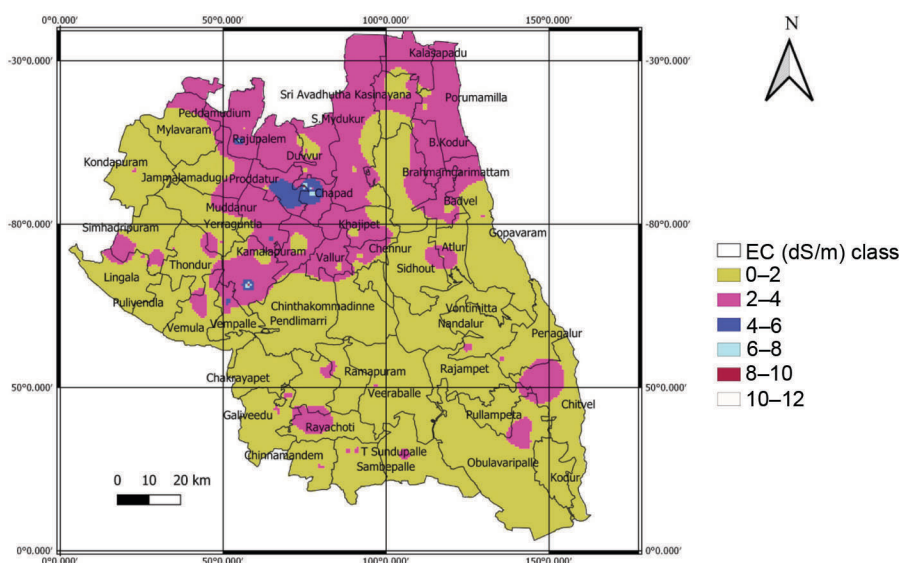 0°0.000' 50°0.000' 100°0.000' 150°0.000'
N
-30°0.000' -30°0.000'
Kalasapadu
Sri Avadhutha Kasinayana
Porumamilla
Peddamudium
S.Mydukur
Mylavaram
Rajupalem
B.Kodur
Duvvur
Kondapuram
Brahmamgarimattam
Jammalamadugu
Proddatur
Chapad
Badvel
Muddanur
-80°0.000' -80°0.000'
Simhadripuram
Yerraguntla
Khajipet
Gopavaram
Kamalapuram
Chennur
Atlur
Vallur
Thondur
Sidhout
Lingala
Pulivendla
Chinthakommadinne
Vontimitta
Vemula
Vempalle
Pendlimarri
Nandalur
Penagalur
Chakrayapet
Ramapuram
Rajampet
50°0.000' 50°0.000'
Veeraballe
Chitvel
Galiveedu
Pullampeta
Rayachoti
Chinnamandem
T Sundupalle
Sambepalle
Obulavaripalle
Kodur
0 10 20 km
0°0.000' 0°0.000'
0°0.000' 50°0.000' 100°0.000' 150°0.000'
EC (dS/m) class
0–2
2–4
4–6
6–8
8–10
10–12